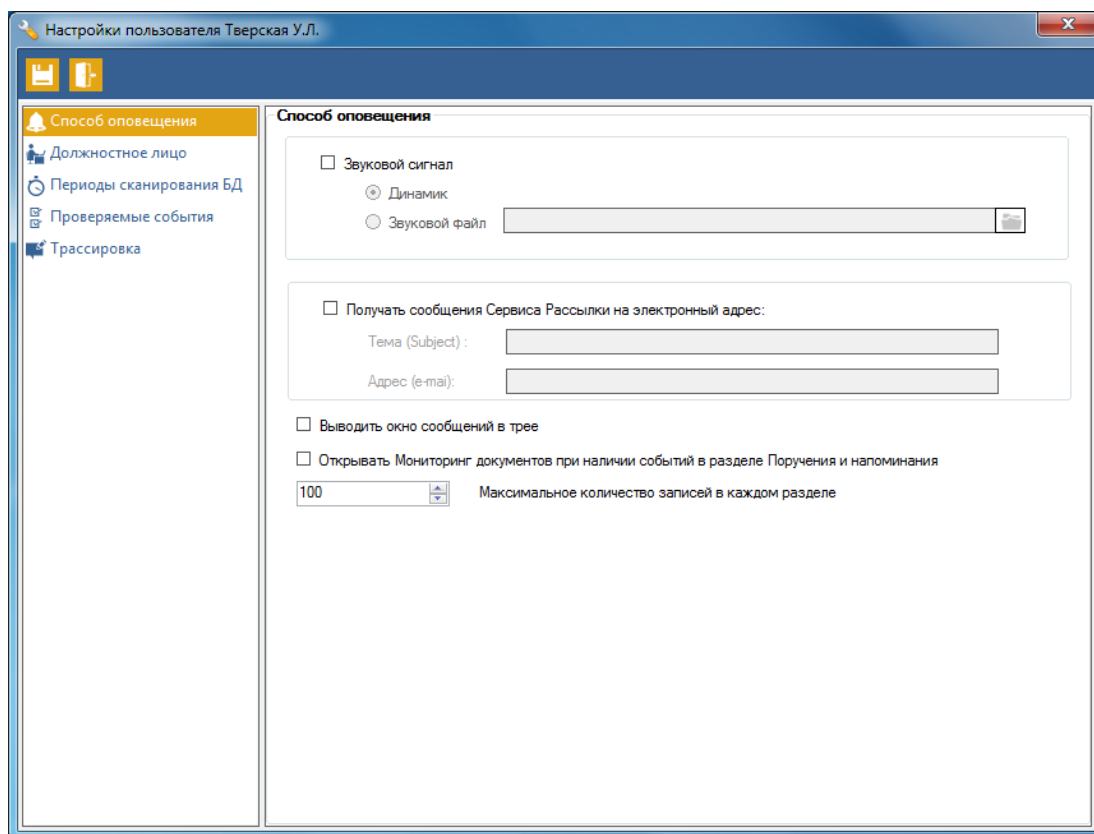 Настройки пользователя Тверская У.Л.
Способ оповещения
Должностное лицо
Периоды сканирования БД
Проверяемые события
Трассировка
Способ оповещения
Звуковой сигнал
Динамик
Звуковой файл
Получать сообщения Сервиса Рассылки на электронный адрес:
Тема (Subject) :
Адрес (e-mai):
Выводить окно сообщений в трее
Открывать Мониторинг документов при наличии событий в разделе Поручения и напоминания
100 Максимальное количество записей в каждом разделе